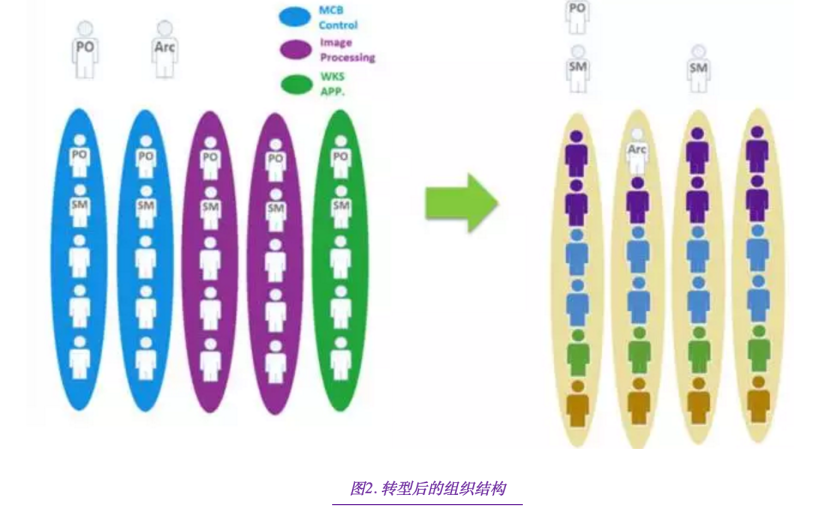 PO
Arc
MCB
Control
Image
Processing
WKS
APP.
PO
SM
SM
PO
PO
PO
PO
PO
SM
SM
SM
SM
SM
Arc
图2. 转型后的组织结构